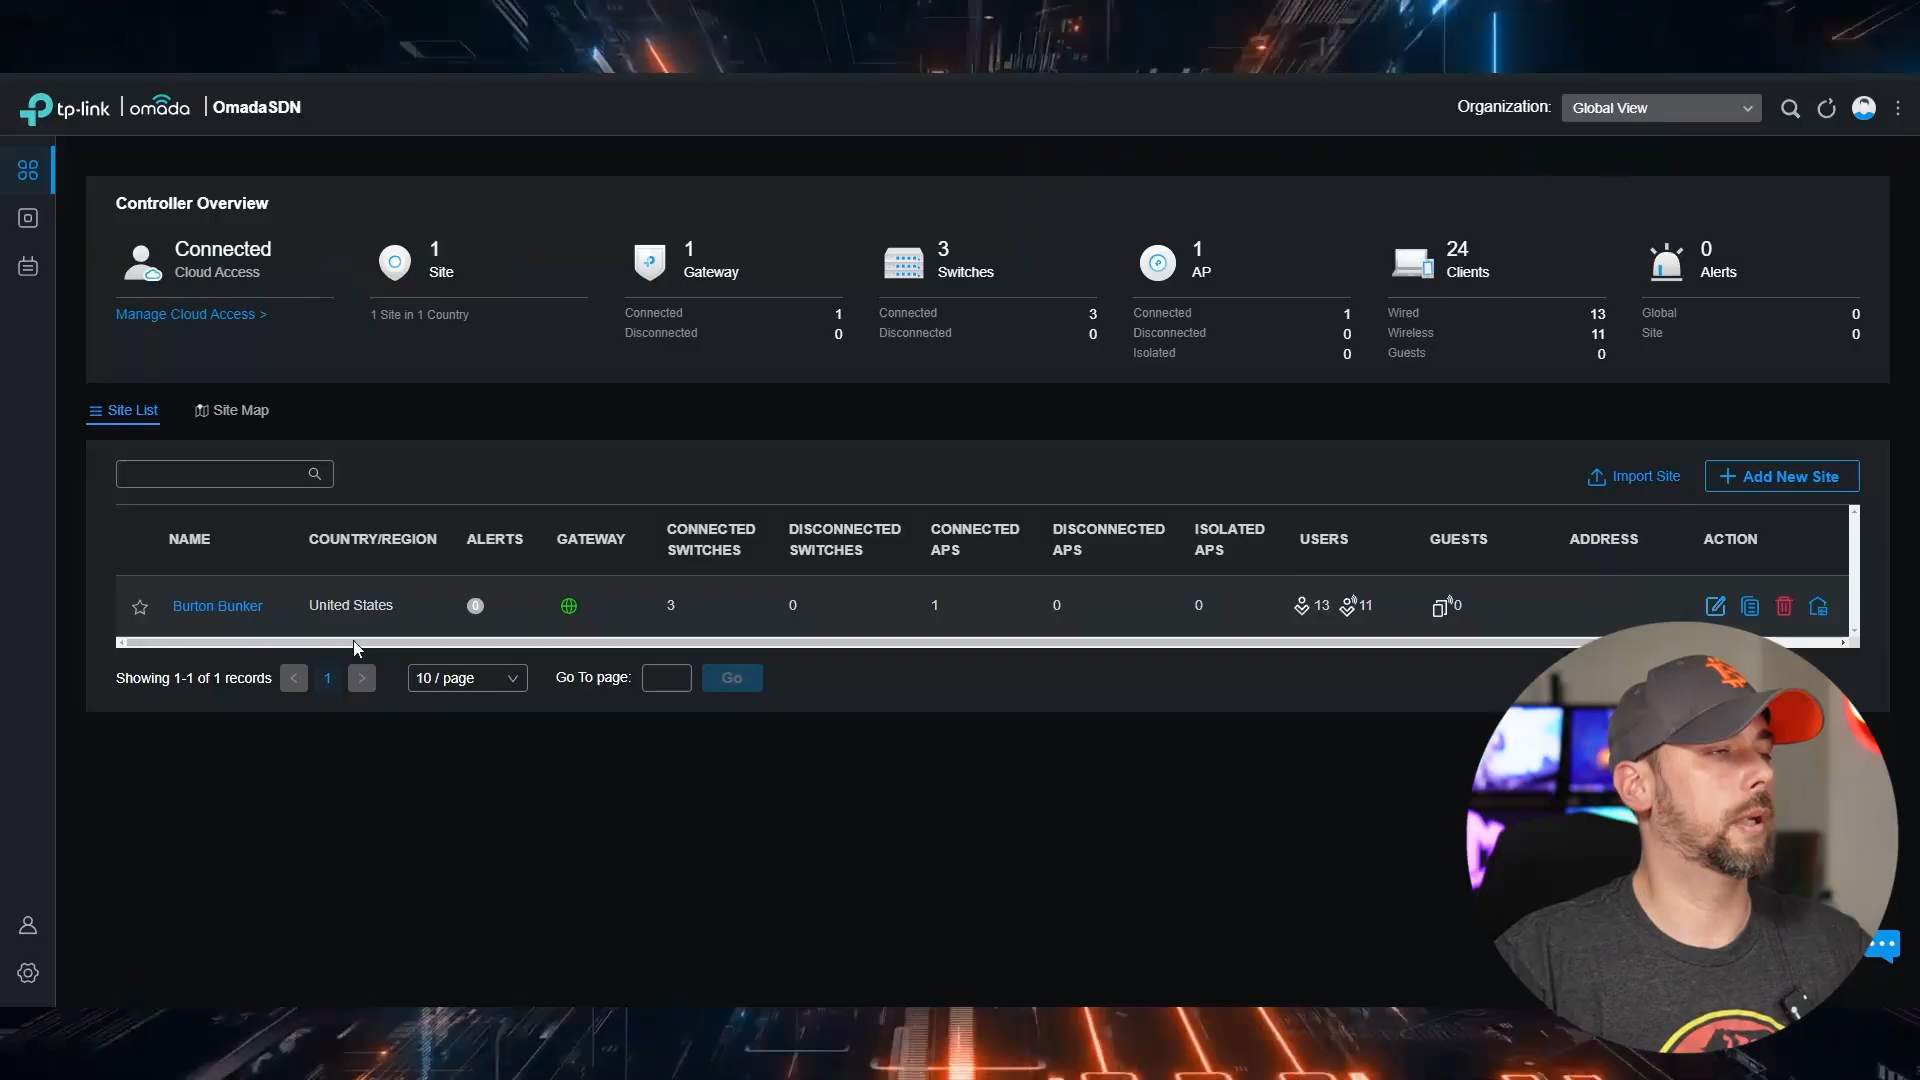 tp-link | omada | OmadaSDN
Organization: Global View
Controller Overview
Connected
Cloud Access
Manage Cloud Access >
1
Site
1 Site in 1 Country
1
Gateway
Connected 1
Disconnected 0
3
Switches
Connected 3
Disconnected 0
1
AP
Connected 1
Disconnected 0
Isolated 0
24
Clients
Wired 13
Wireless 11
Guests 0
0
Alerts
Global 0
Site 0
Site List Site Map
Import Site + Add New Site
NAME COUNTRY/REGION ALERTS GATEWAY CONNECTED SWITCHES DISCONNECTED SWITCHES CONNECTED APS DISCONNECTED APS ISOLATED APS USERS GUESTS ADDRESS ACTION
Burton Bunker United States 0 3 0 1 0 0 13 11 0
Showing 1-1 of 1 records < 1 > 10 / page Go To page: Go